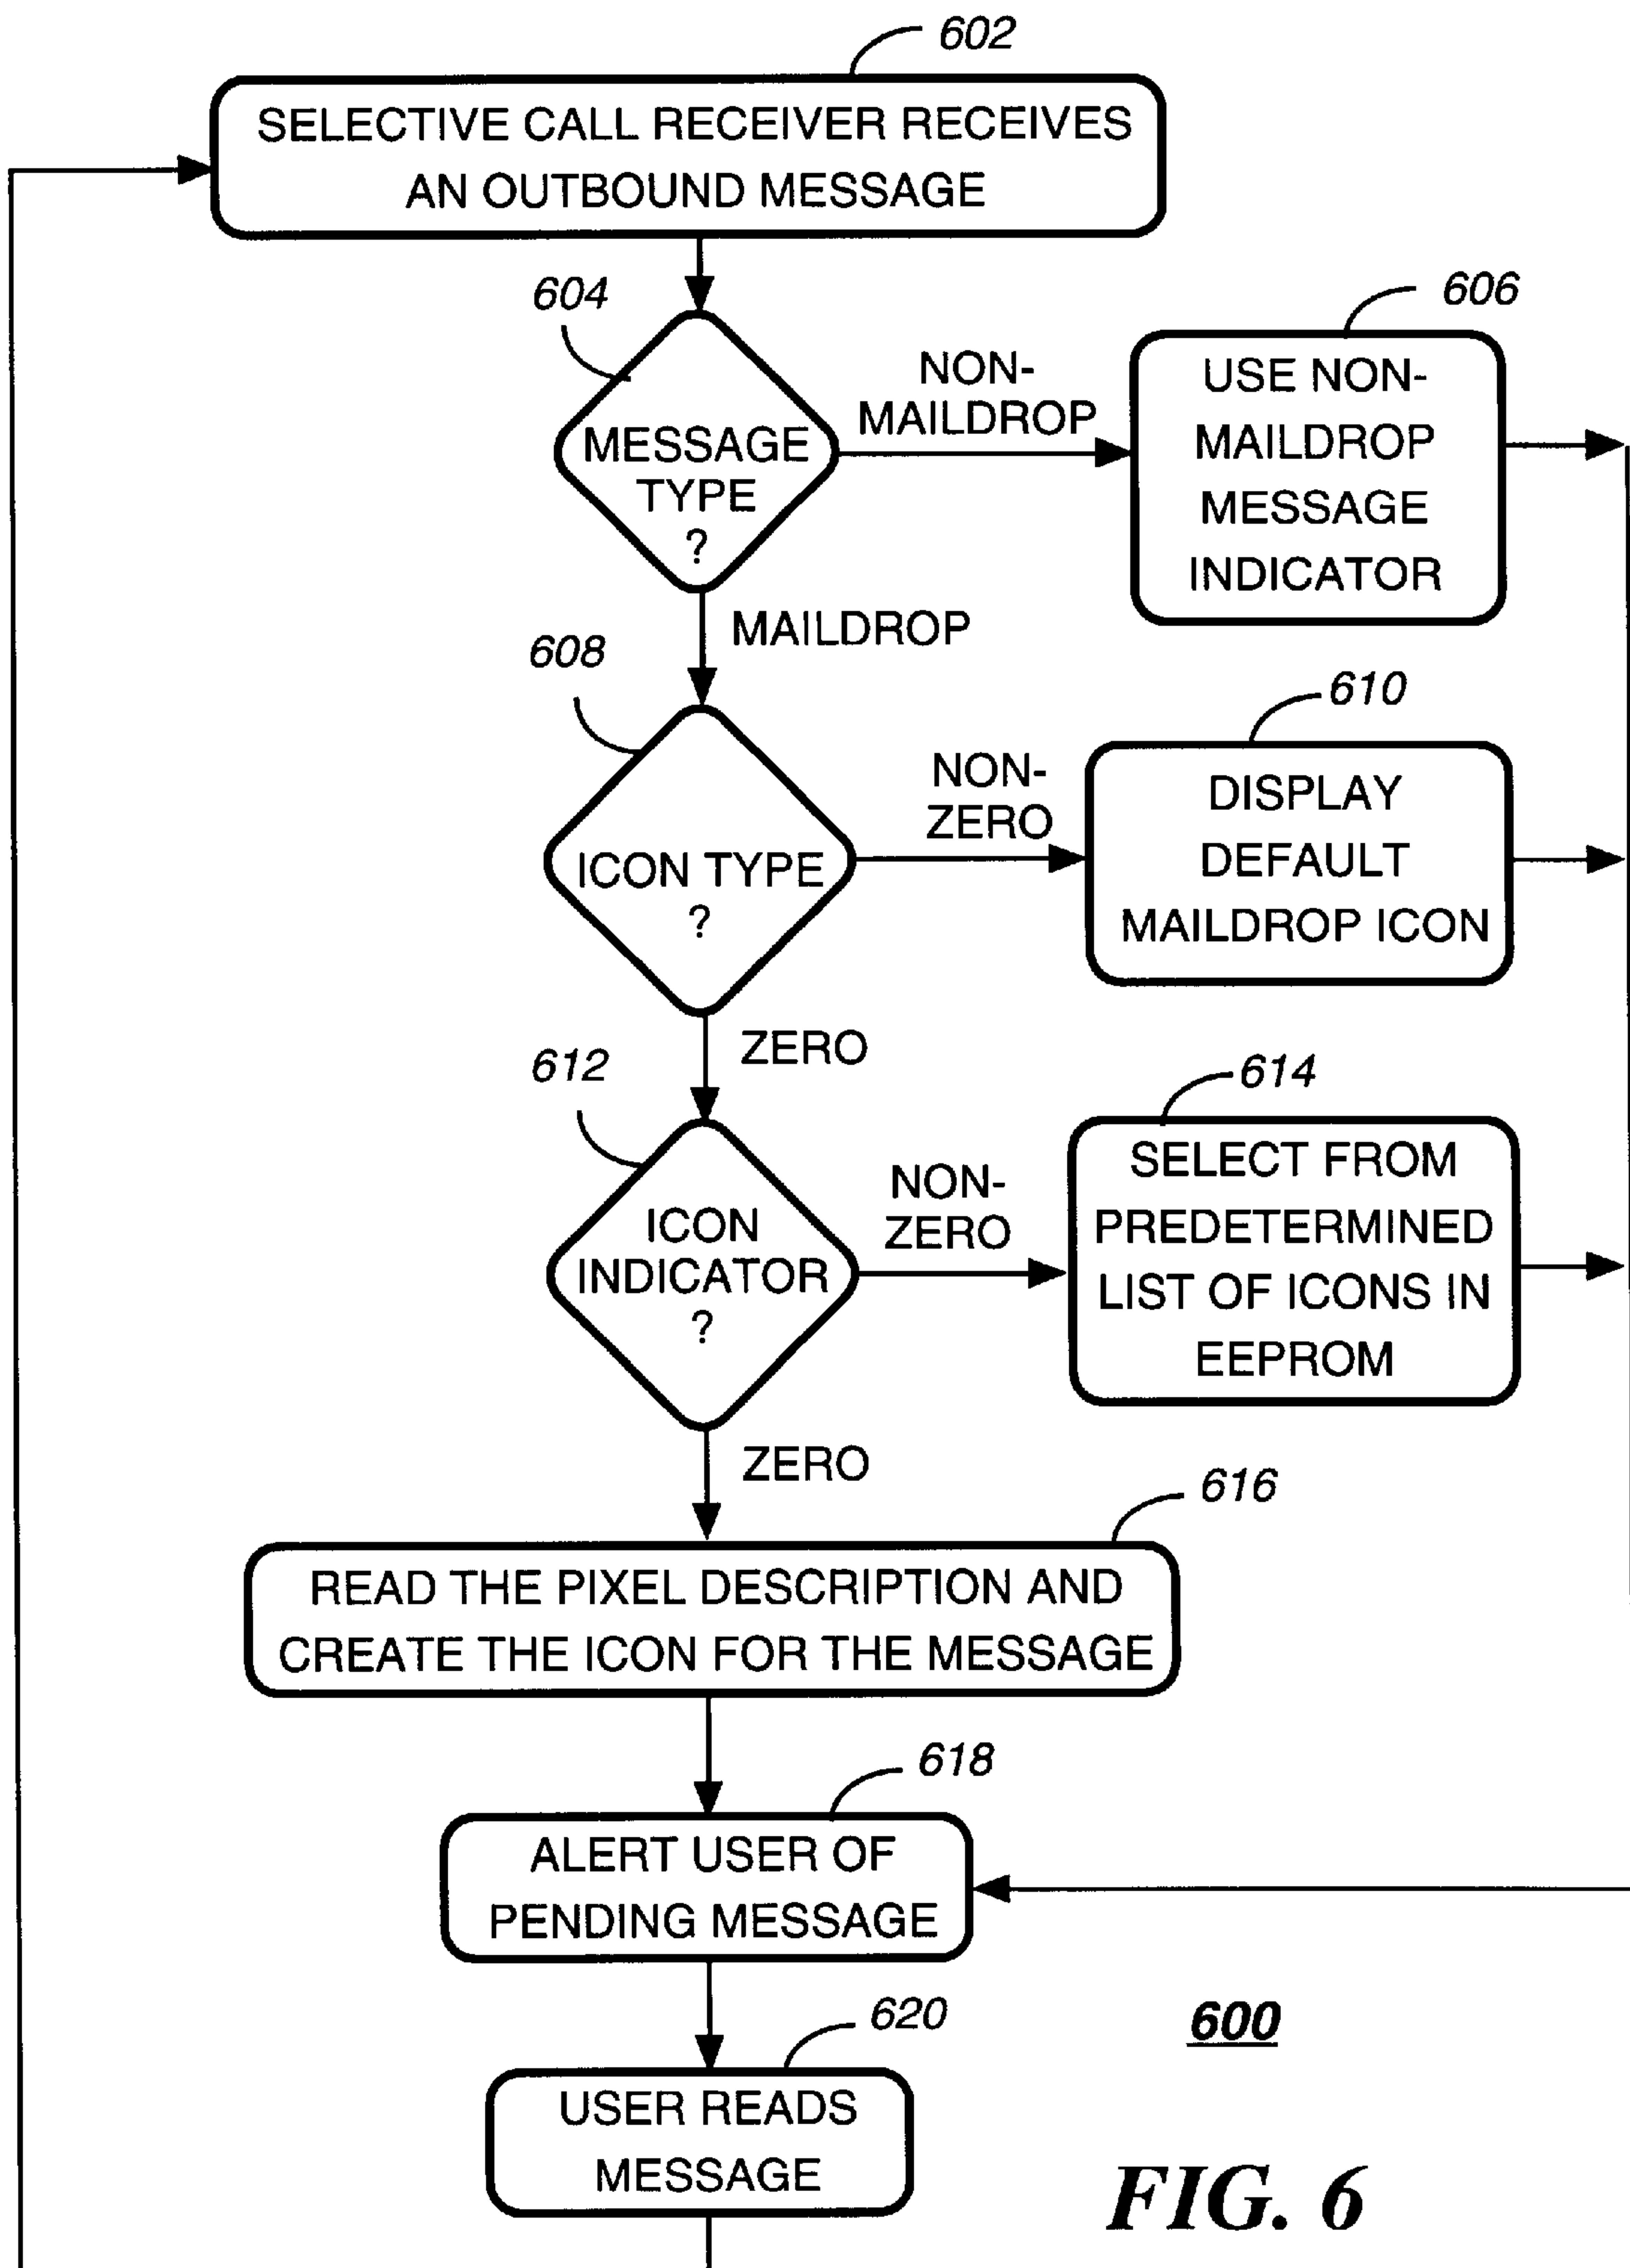 602
SELECTIVE CALL RECEIVER RECEIVES
AN OUTBOUND MESSAGE
604
MESSAGE
TYPE
?
NON-
MAILDROP
606
USE NON-
MAILDROP
MESSAGE
INDICATOR
MAILDROP
608
ICON TYPE
?
NON-
ZERO
610
DISPLAY
DEFAULT
MAILDROP ICON
ZERO
612
ICON
INDICATOR
?
NON-
ZERO
614
SELECT FROM
PREDETERMINED
LIST OF ICONS IN
EEPROM
ZERO
616
READ THE PIXEL DESCRIPTION AND
CREATE THE ICON FOR THE MESSAGE
618
ALERT USER OF
PENDING MESSAGE
620
USER READS
MESSAGE
600
FIG. 6